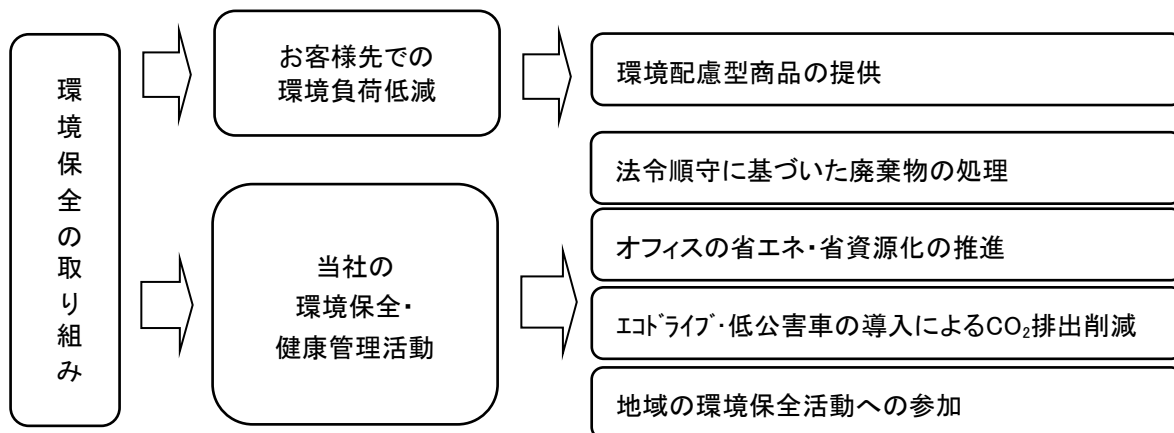 環境保全の取り組み
お客様先での
環境負荷低減
環境配慮型商品の提供
当社の
環境保全・
健康管理活動
法令順守に基づいた廃棄物の処理
オフィスの省エネ・省資源化の推進
ｴｺﾄﾞﾗｲﾌﾞ・低公害車の導入によるCO₂排出削減
地域の環境保全活動への参加